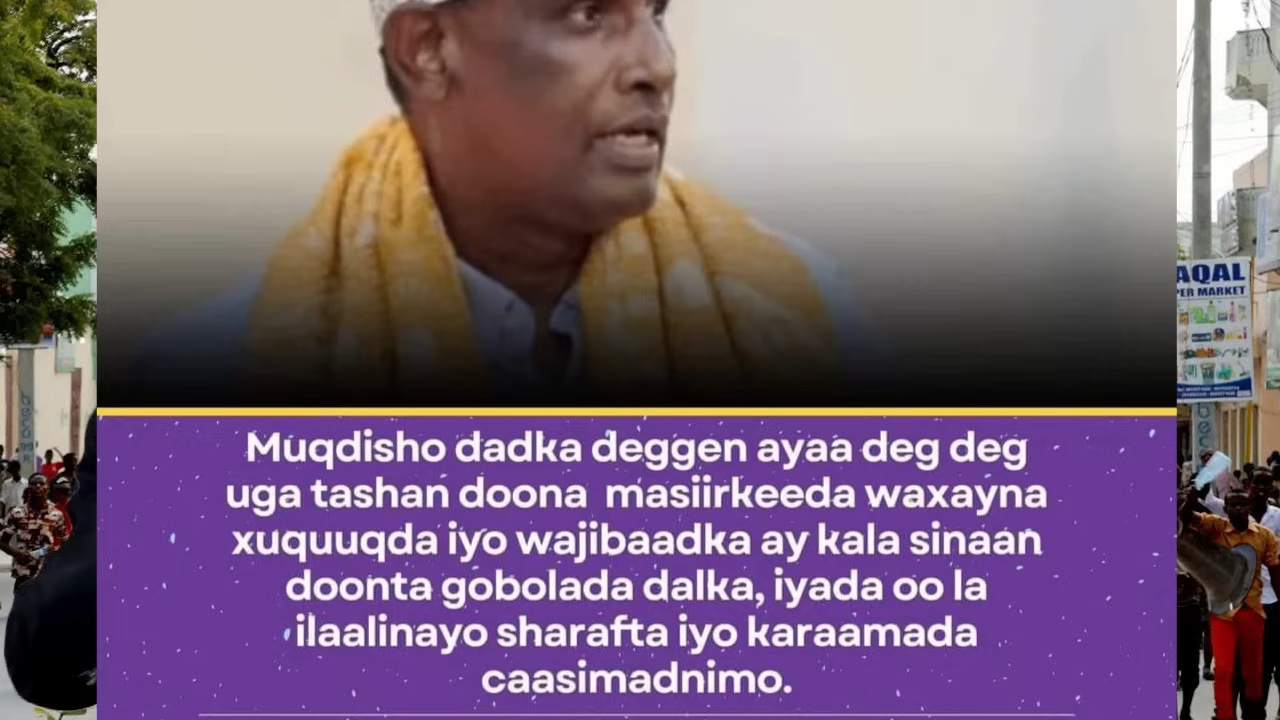 Muqdisho dadka deggen ayaa deg deg
uga tashan doona masiirkeeda waxayna
xuquuqda iyo wajibaadka ay kala sinaan
doonta gobolada dalka, iyada oo la
ilaalinayo sharafta iyo karaamada
caasimadnimo.
AQAL
PER MARKET